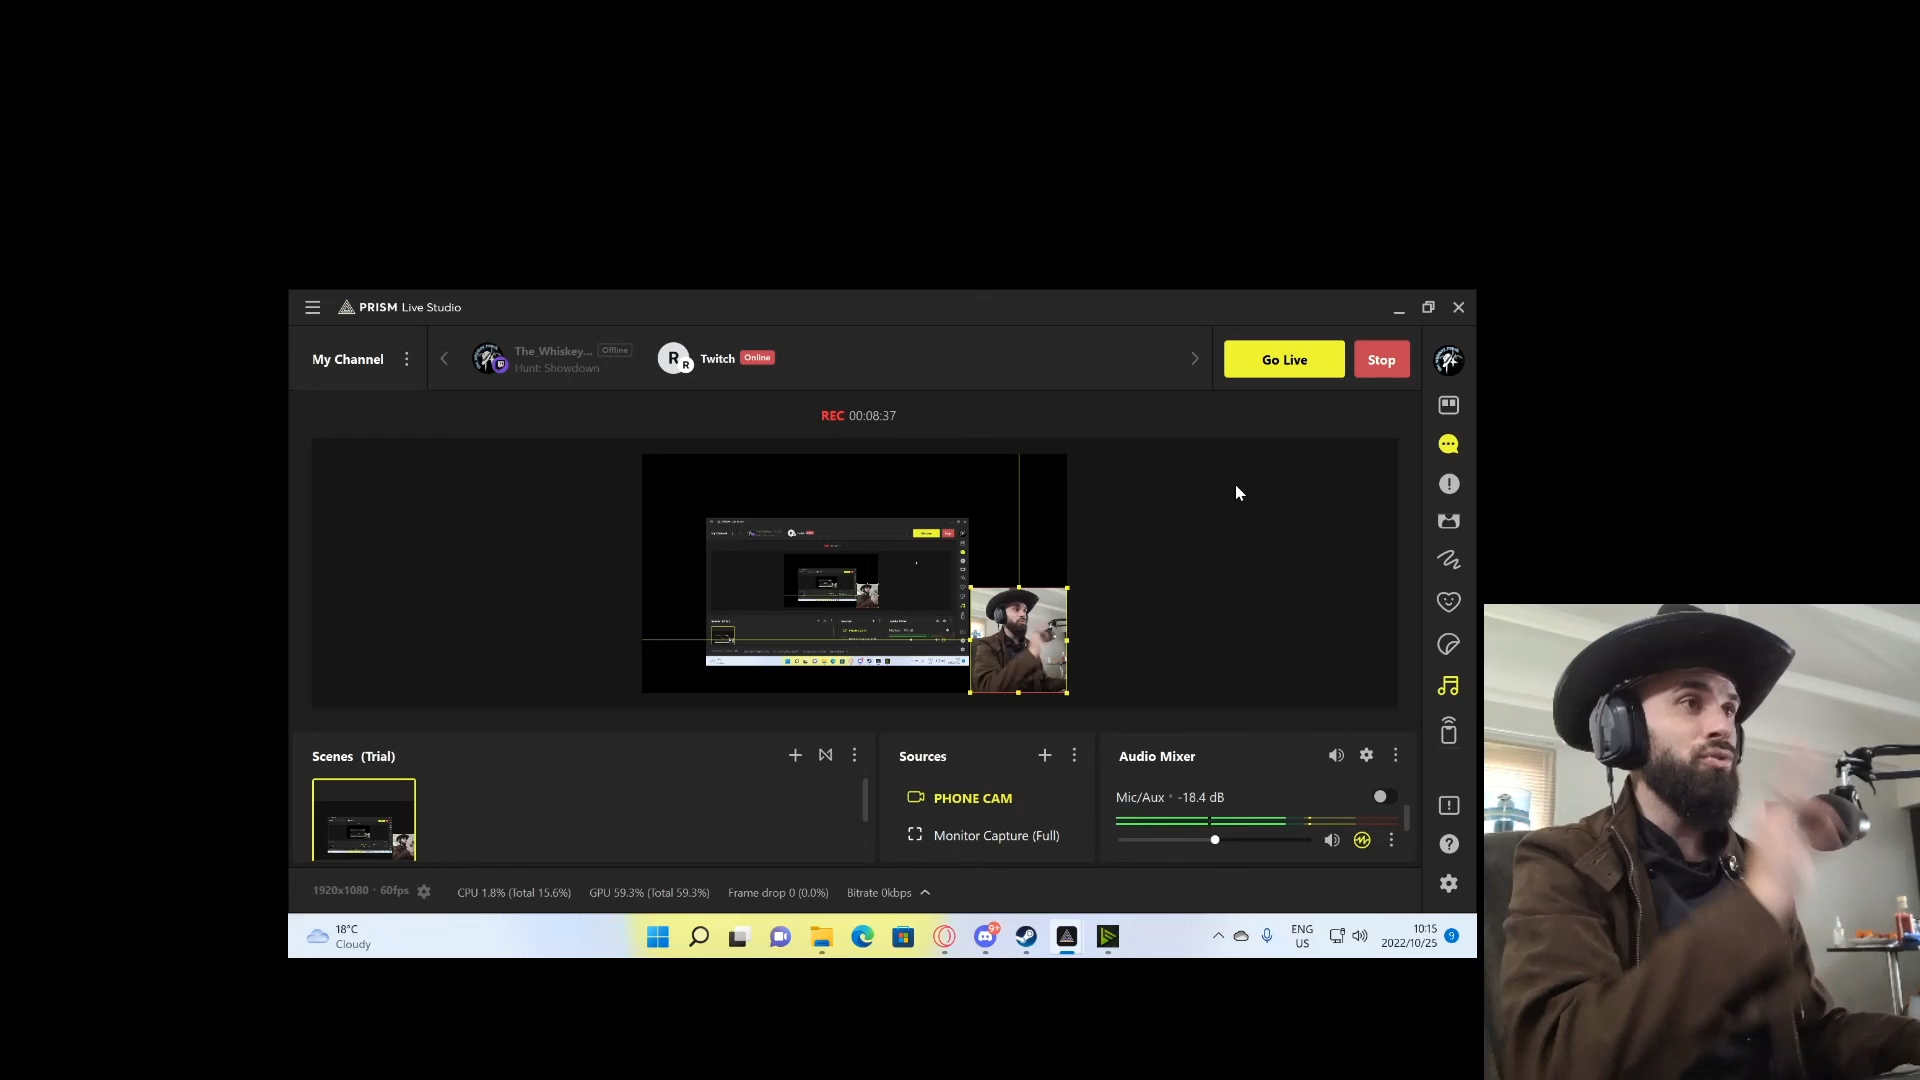 PRISM Live Studio
My Channel
The_Whiskey... Offline
Hunt: Showdown
R R Twitch Online
Go Live
Stop
REC 00:08:37
Scenes (Trial)
Sources
PHONE CAM
Monitor Capture (Full)
Audio Mixer
Mic/Aux • -18.4 dB
1920x1080 • 60fps
CPU 1.8% (Total 15.6%)
GPU 59.3% (Total 59.3%)
Frame drop 0 (0.0%)
Bitrate 0kbps
18°C
Cloudy
9+
ENG
US
10:15
2022/10/25
9